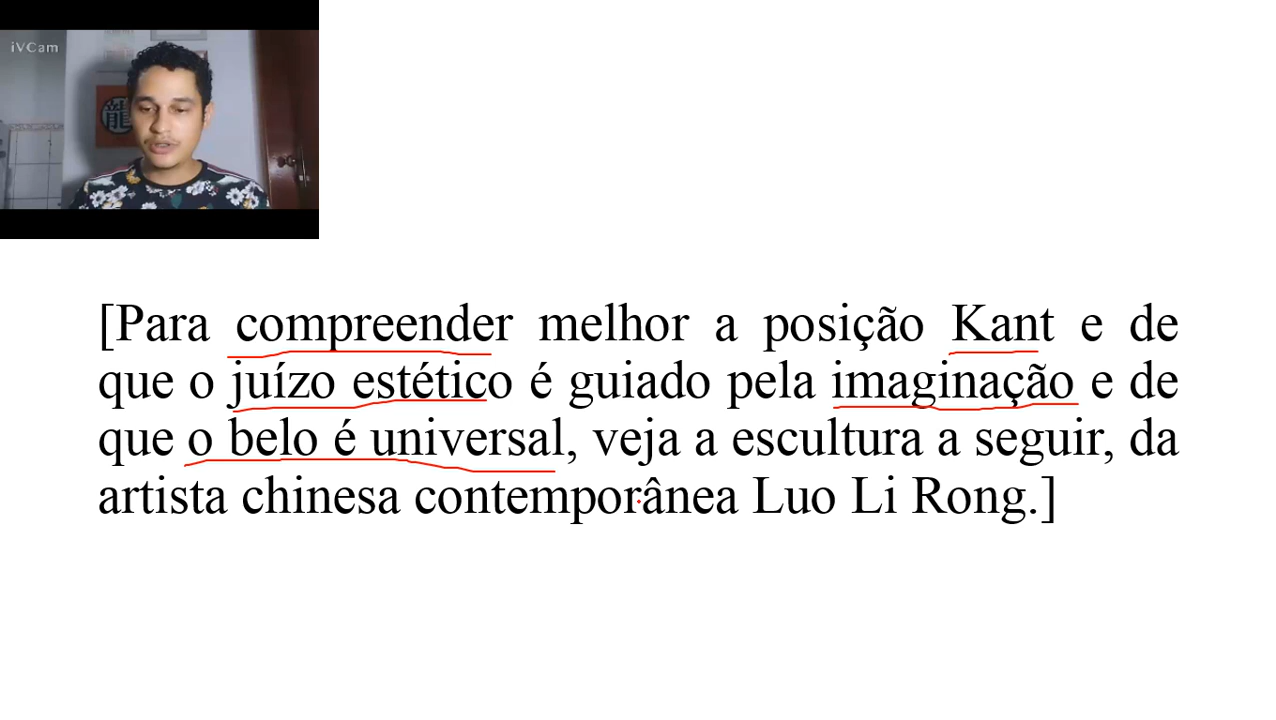 iVCam
龍
[Para compreender melhor a posição Kant e de
que o juízo estético é guiado pela imaginação e de
que o belo é universal, veja a escultura a seguir, da
artista chinesa contemporânea Luo Li Rong.]